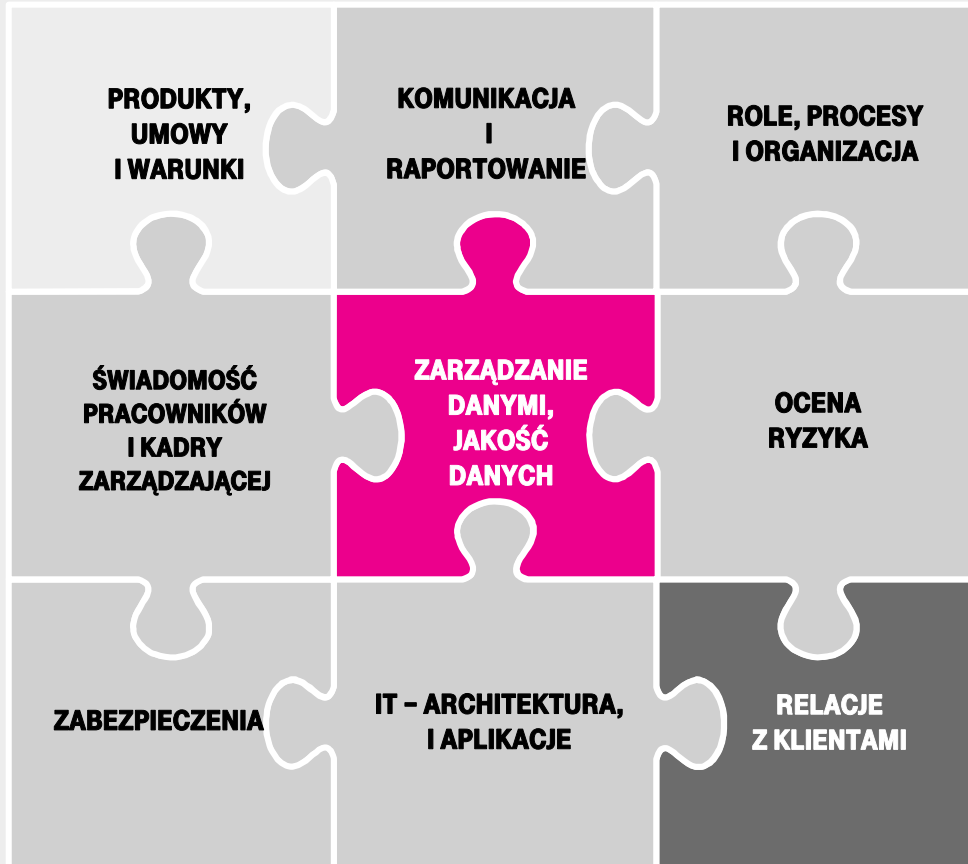 PRODUKTY,
UMOWY
I WARUNKI
KOMUNIKACJA
I
RAPORTOWANIE
ROLE, PROCESY
I ORGANIZACJA
ŚWIADOMOŚĆ
PRACOWNIKÓW
I KADRY
ZARZĄDZAJĄCEJ
ZARZĄDZANIE
DANYMI,
JAKOŚĆ
DANYCH
OCENA
RYZYKA
ZABEZPIECZENIA
IT – ARCHITEKTURA,
I APLIKACJE
RELACJE
Z KLIENTAMI